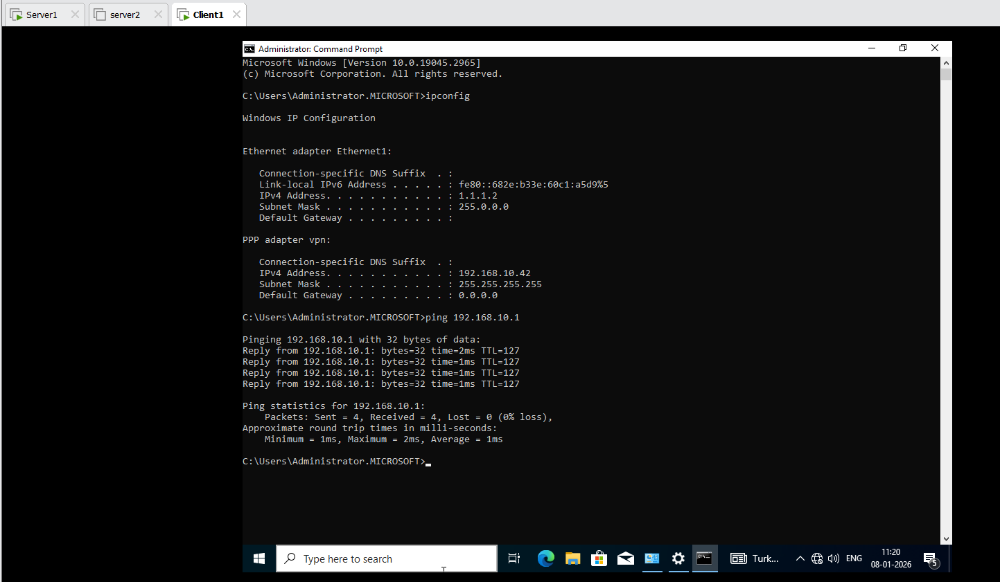 Server1
server2
Client1
Administrator: Command Prompt
Microsoft Windows [Version 10.0.19045.2965]
(c) Microsoft Corporation. All rights reserved.
C:\Users\Administrator.MICROSOFT>ipconfig
Windows IP Configuration
Ethernet adapter Ethernet1:
Connection-specific DNS Suffix  . :
Link-local IPv6 Address . . . . . : fe80::682e:b33e:60c1:a5d9%5
IPv4 Address. . . . . . . . . . . : 1.1.1.2
Subnet Mask . . . . . . . . . . . : 255.0.0.0
Default Gateway . . . . . . . . . :
PPP adapter vpn:
Connection-specific DNS Suffix  . :
IPv4 Address. . . . . . . . . . . : 192.168.10.42
Subnet Mask . . . . . . . . . . . : 255.255.255.255
Default Gateway . . . . . . . . . : 0.0.0.0
C:\Users\Administrator.MICROSOFT>ping 192.168.10.1
Pinging 192.168.10.1 with 32 bytes of data:
Reply from 192.168.10.1: bytes=32 time=2ms TTL=127
Reply from 192.168.10.1: bytes=32 time=1ms TTL=127
Reply from 192.168.10.1: bytes=32 time=1ms TTL=127
Reply from 192.168.10.1: bytes=32 time=1ms TTL=127
Ping statistics for 192.168.10.1:
Packets: Sent = 4, Received = 4, Lost = 0 (0% loss),
Approximate round trip times in milli-seconds:
Minimum = 1ms, Maximum = 2ms, Average = 1ms
C:\Users\Administrator.MICROSOFT>
Type here to search
Turk...
ENG
11:20
08-01-2026
5